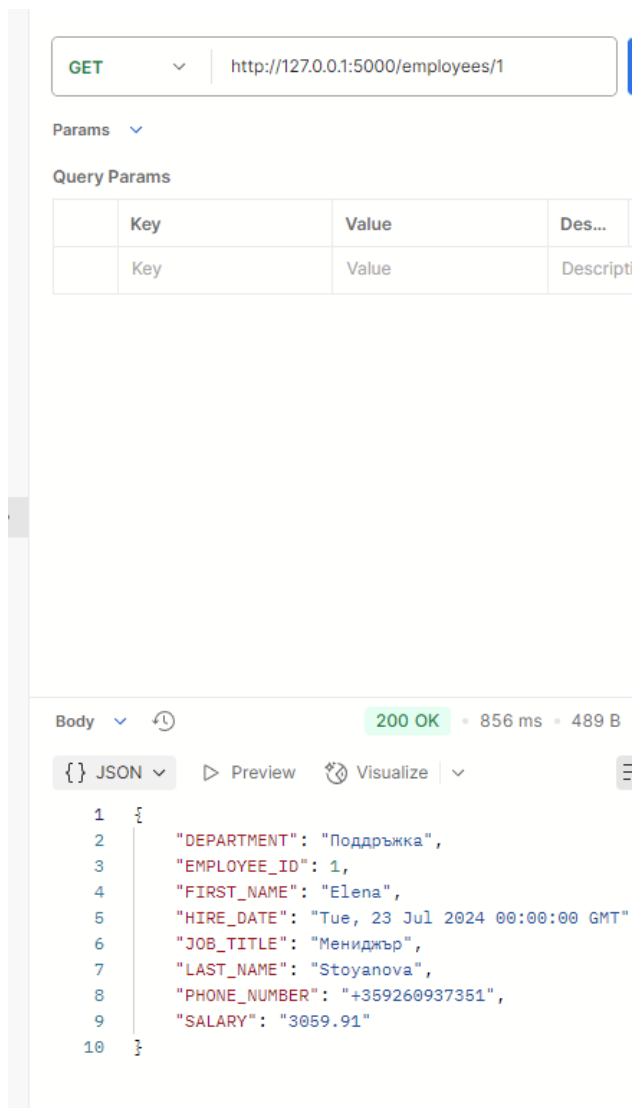 GET http://127.0.0.1:5000/employees/1
Params
Query Params
Key Value Des...
Key Value Descripti
Body 200 OK 856 ms 489 B
{} JSON Preview Visualize
1 {
2 "DEPARTMENT": "Поддръжка",
3 "EMPLOYEE_ID": 1,
4 "FIRST_NAME": "Elena",
5 "HIRE_DATE": "Tue, 23 Jul 2024 00:00:00 GMT"
6 "JOB_TITLE": "Мениджър",
7 "LAST_NAME": "Stoyanova",
8 "PHONE_NUMBER": "+359260937351",
9 "SALARY": "3059.91"
10 }